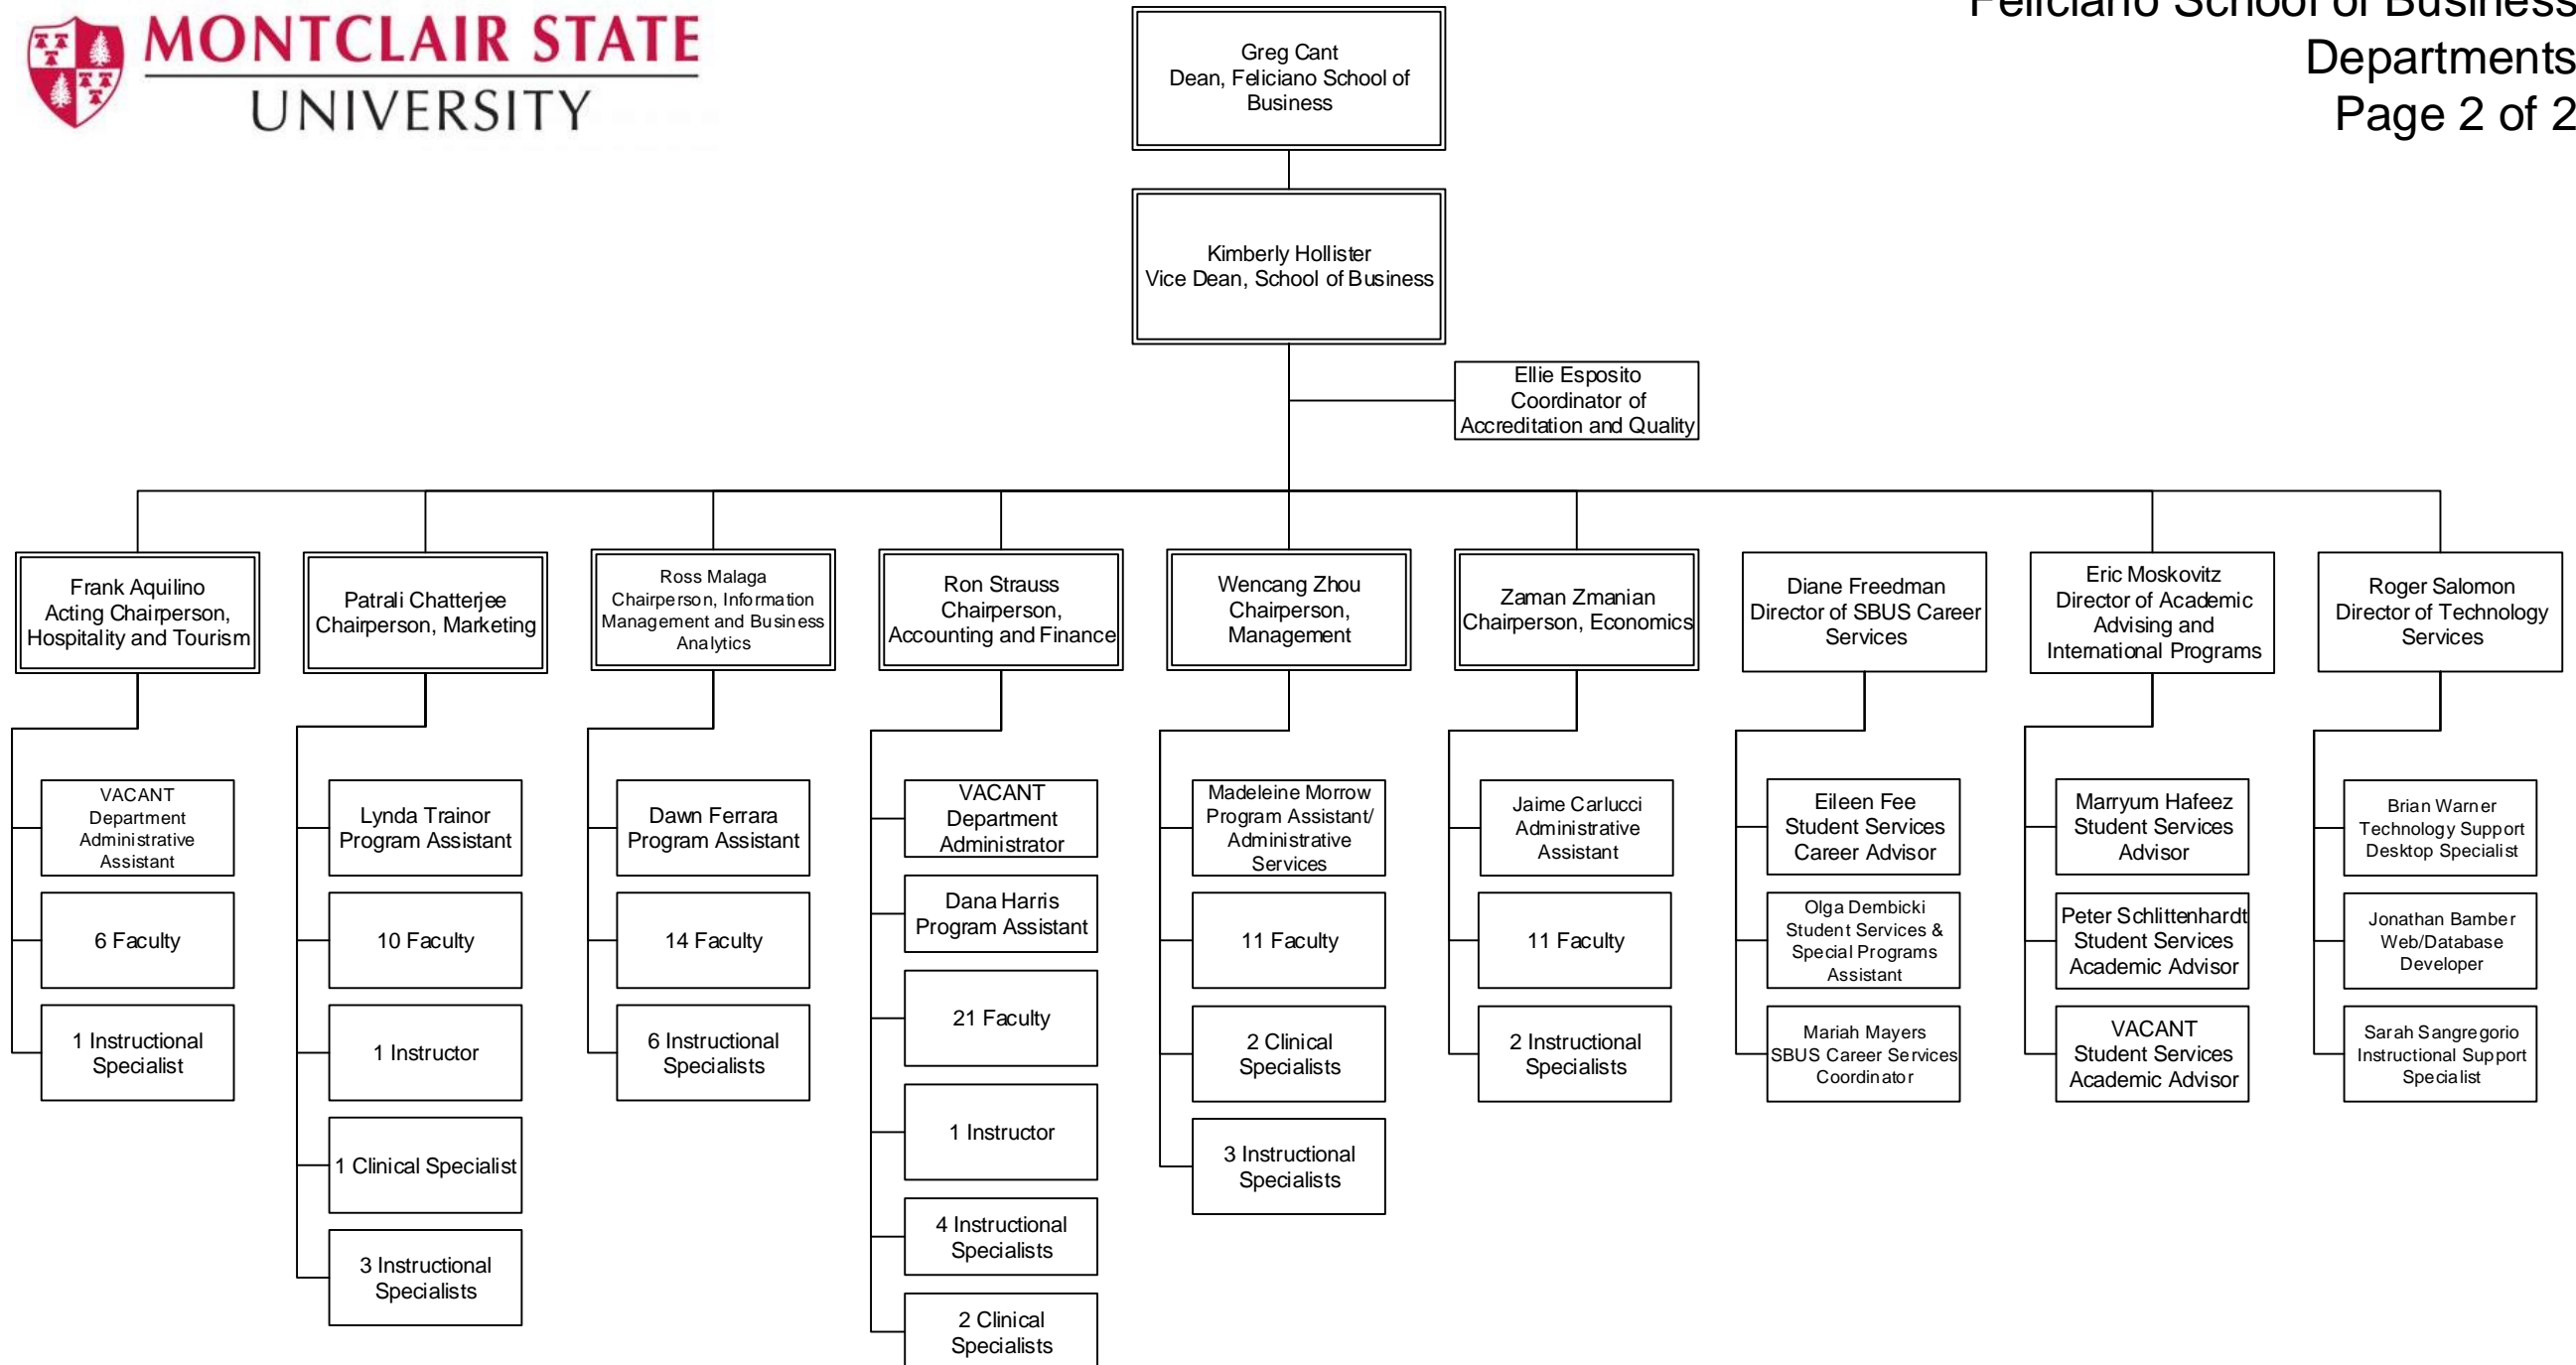 MONTCLAIR STATE
UNIVERSITY
Feliciano School of Business
Departments
Page 2 of 2
Greg Cant
Dean, Feliciano School of
Business
Kimberly Hollister
Vice Dean, School of Business
Ellie Esposito
Coordinator of
Accreditation and Quality
Frank Aquilino
Acting Chairperson,
Hospitality and Tourism
Patrali Chatterjee
Chairperson, Marketing
Ross Malaga
Chairperson, Information
Management and Business
Analytics
Ron Strauss
Chairperson,
Accounting and Finance
Wencang Zhou
Chairperson,
Management
Zaman Zmanian
Chairperson, Economics
Diane Freedman
Director of SBUS Career
Services
Eric Moskovitz
Director of Academic
Advising and
International Programs
Roger Salomon
Director of Technology
Services
VACANT
Department
Administrative
Assistant
6 Faculty
1 Instructional
Specialist
Lynda Trainor
Program Assistant
10 Faculty
1 Instructor
1 Clinical Specialist
3 Instructional
Specialists
Dawn Ferrara
Program Assistant
14 Faculty
6 Instructional
Specialists
VACANT
Department
Administrator
Dana Harris
Program Assistant
21 Faculty
1 Instructor
4 Instructional
Specialists
2 Clinical
Specialists
Madeleine Morrow
Program Assistant/
Administrative
Services
11 Faculty
2 Clinical
Specialists
3 Instructional
Specialists
Jaime Carlucci
Administrative
Assistant
11 Faculty
2 Instructional
Specialists
Eileen Fee
Student Services
Career Advisor
Olga Dembicki
Student Services &
Special Programs
Assistant
Mariah Mayers
SBUS Career Services
Coordinator
Marryum Hafeez
Student Services
Advisor
Peter Schlittenhardt
Student Services
Academic Advisor
VACANT
Student Services
Academic Advisor
Brian Warner
Technology Support
Desktop Specialist
Jonathan Bamber
Web/Database
Developer
Sarah Sangregorio
Instructional Support
Specialist